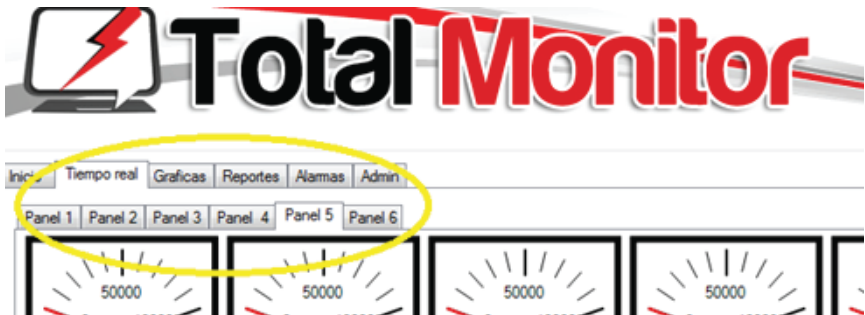 Total Monitor
Inicio Tiempo real Graficas Reportes Alarmas Admin
Panel 1 Panel 2 Panel 3 Panel 4 Panel 5 Panel 6
50000 50000 50000 50000